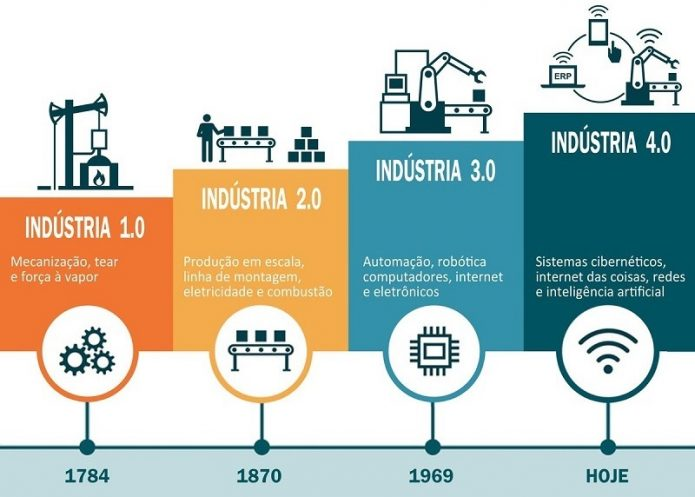 ERP
INDÚSTRIA 1.0
Mecanização, tear
e força à vapor
INDÚSTRIA 2.0
Produção em escala,
linha de montagem,
eletricidade e combustão
INDÚSTRIA 3.0
Automação, robótica
computadores, internet
e eletrônicos
INDÚSTRIA 4.0
Sistemas cibernéticos,
internet das coisas, redes
e inteligência artificial
1784
1870
1969
HOJE